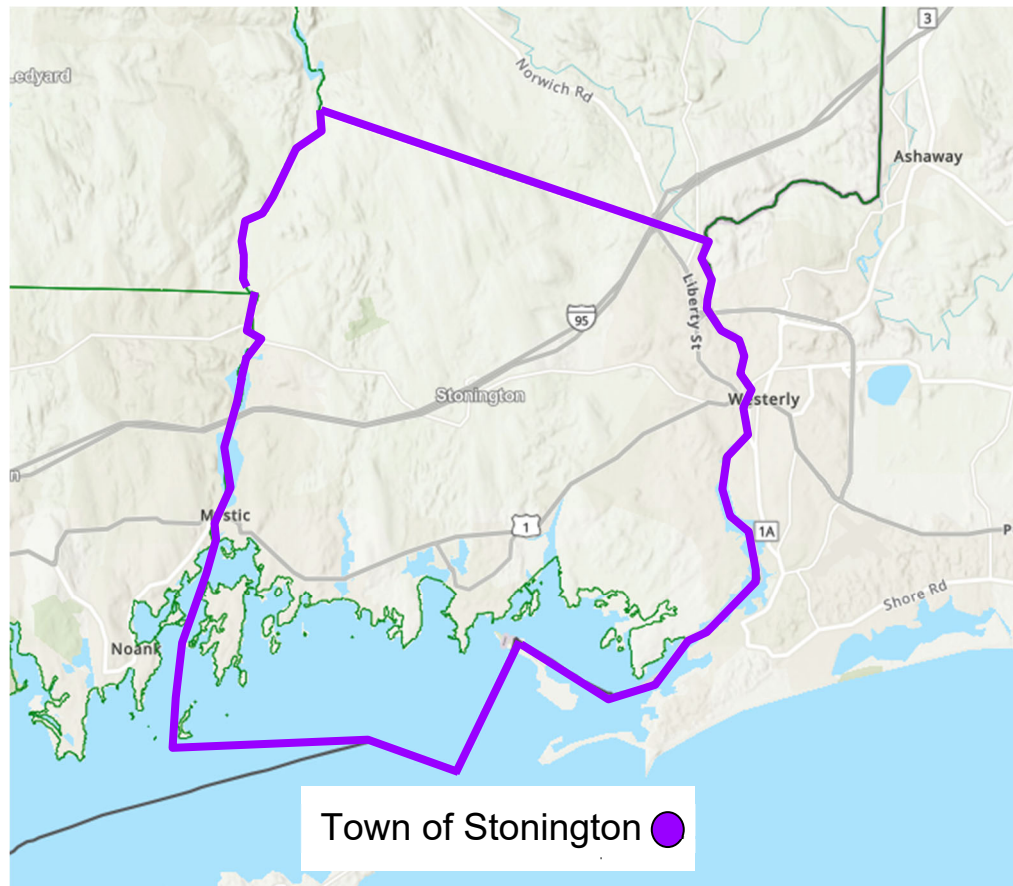 3
Ledyard
Norwich Rd
Ashaway
Liberty St
95
Stonington
Westerly
n
Mystic
1
1A
P
Shore Rd
Noank
Town of Stonington